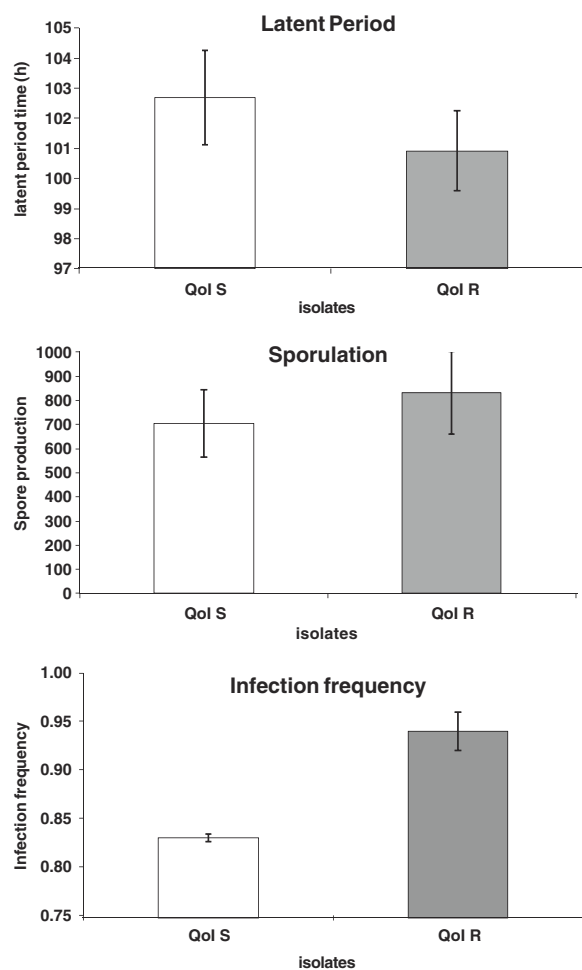 Latent Period
latent period time (h)
105
104
103
102
101
100
99
98
97
QoI S
QoI R
isolates
Sporulation
Spore production
1000
900
800
700
600
500
400
300
200
100
0
QoI S
QoI R
isolates
Infection frequency
Infection frequency
1.00
0.95
0.90
0.85
0.80
0.75
QoI S
QoI R
isolates